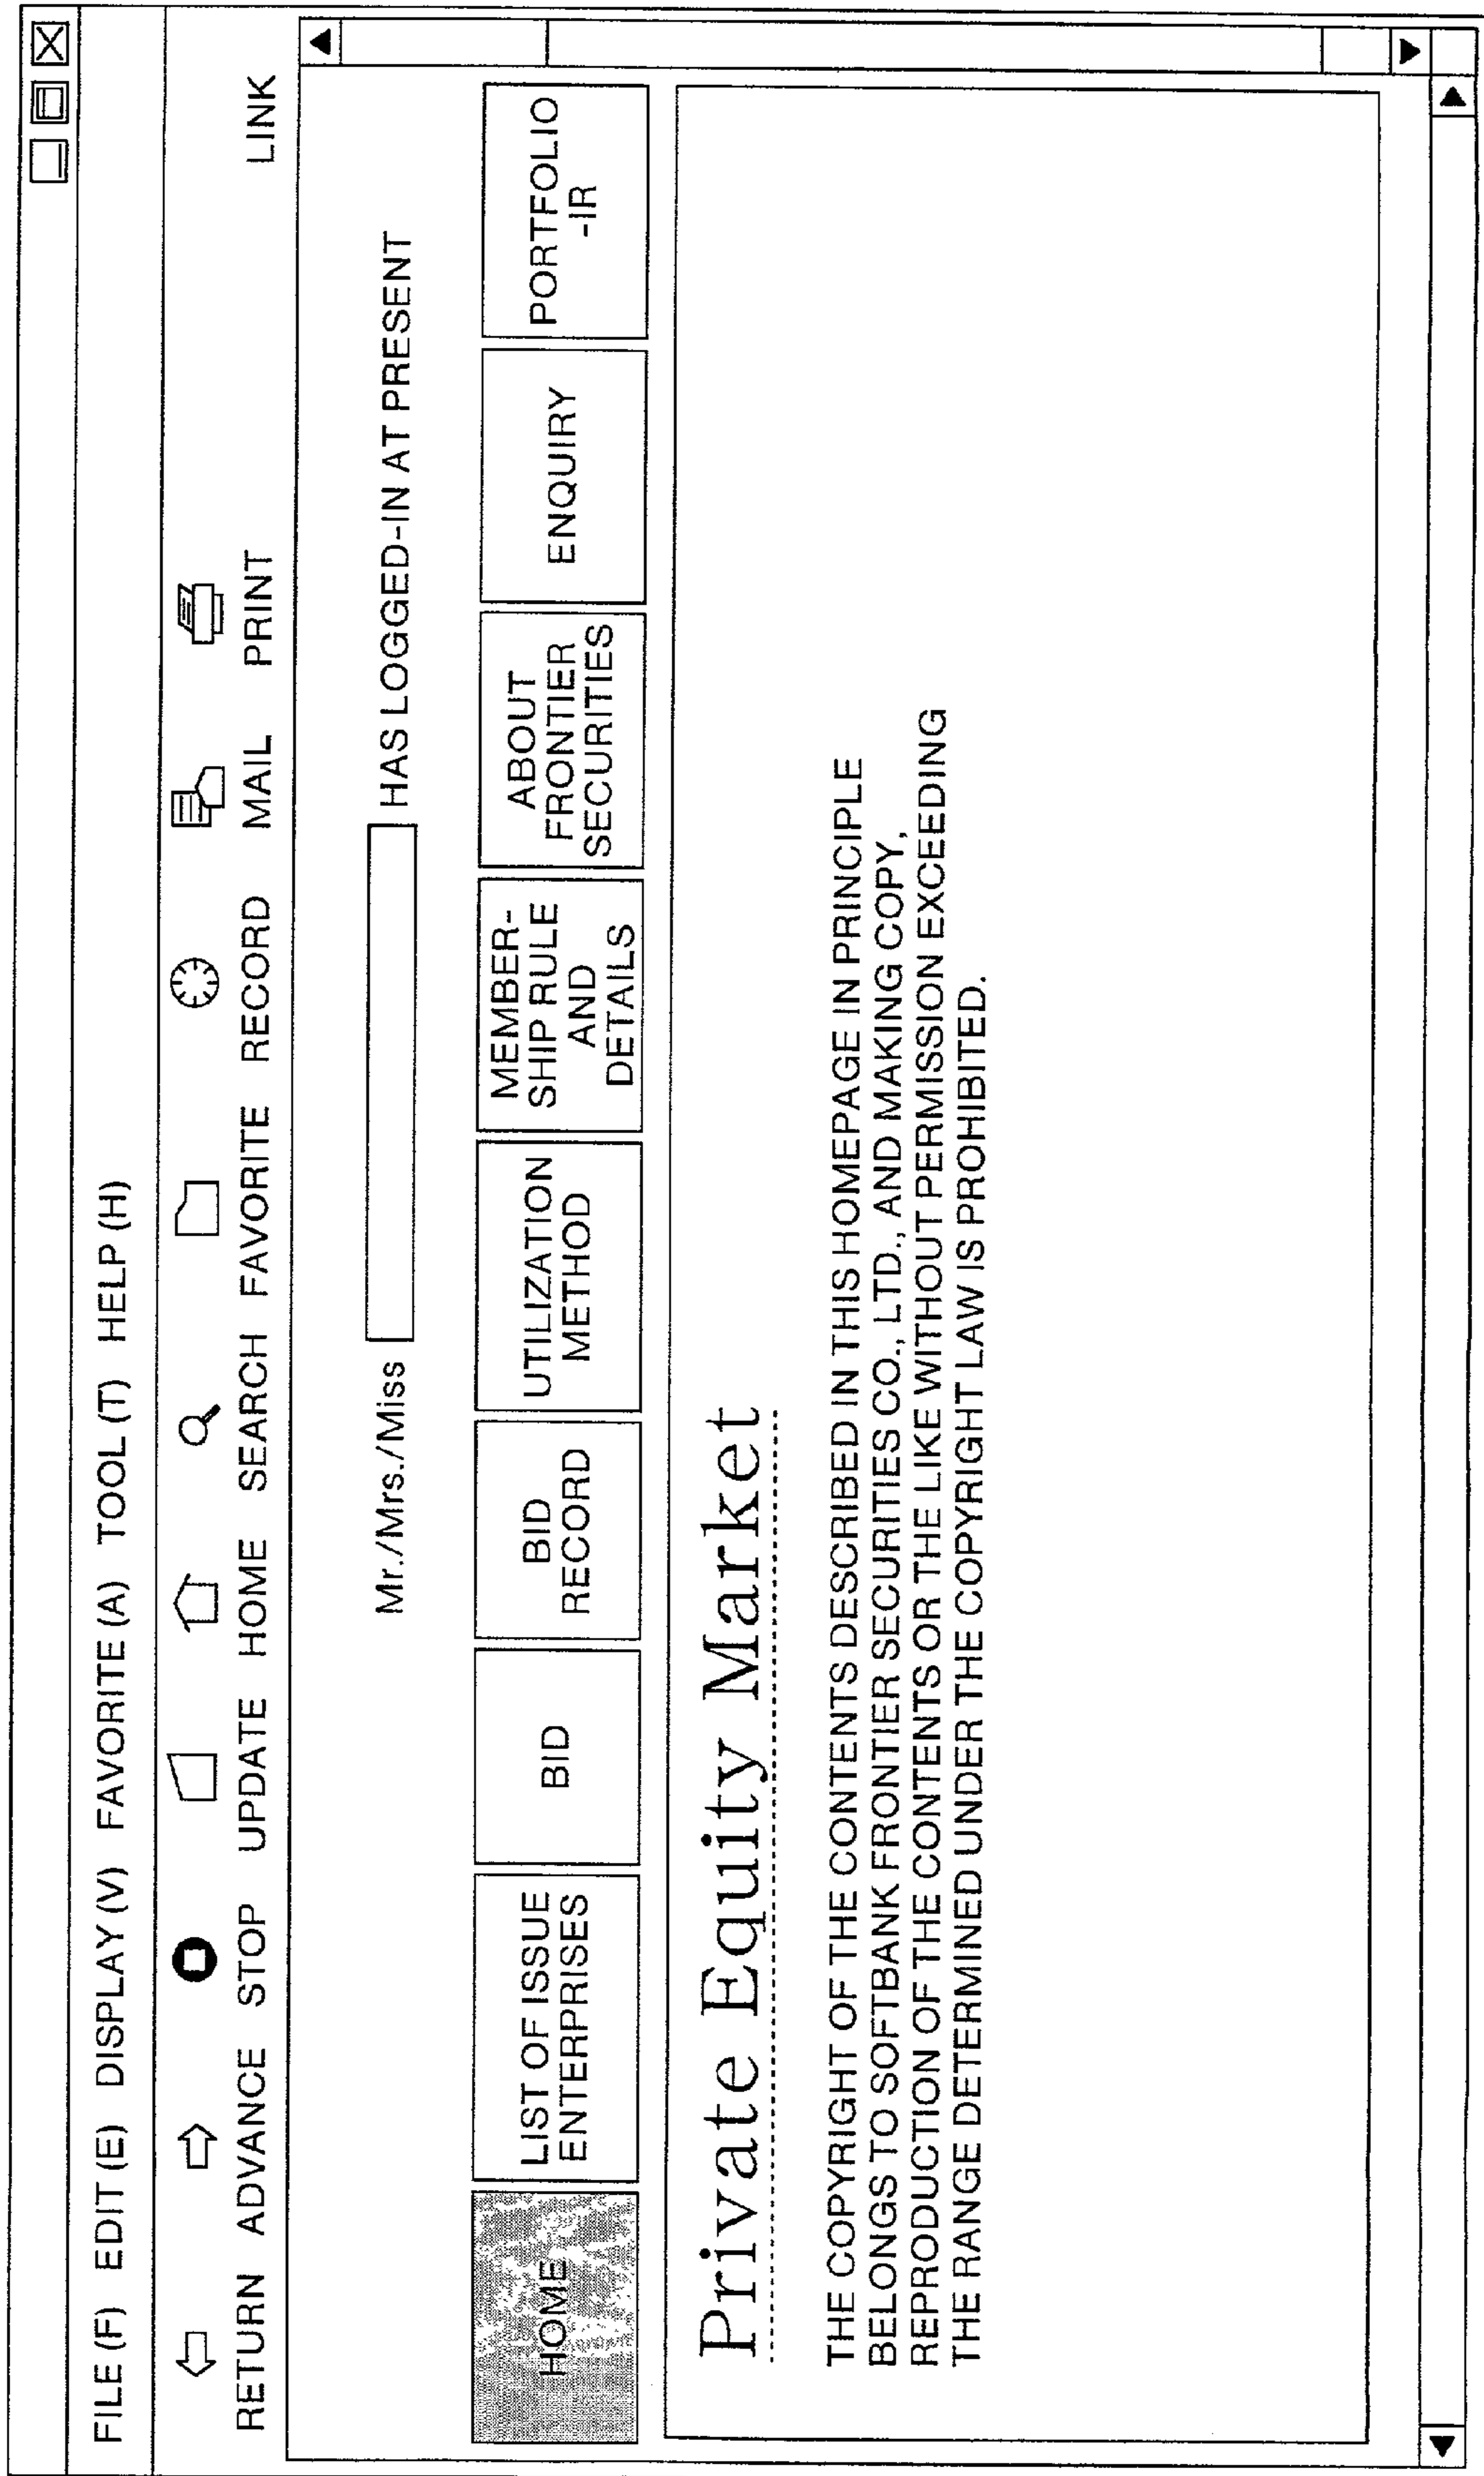 FILE (F) EDIT (E) DISPLAY (V) FAVORITE (A) TOOL (T) HELP (H)
RETURN ADVANCE STOP UPDATE HOME SEARCH FAVORITE RECORD MAIL PRINT LINK
Mr./Mrs./Miss HAS LOGGED-IN AT PRESENT
HOME
LIST OF ISSUE
ENTERPRISES
BID
BID
RECORD
UTILIZATION
METHOD
MEMBER-
SHIP RULE
AND
DETAILS
ABOUT
FRONTIER
SECURITIES
ENQUIRY
PORTFOLIO
-IR
Private Equity Market
THE COPYRIGHT OF THE CONTENTS DESCRIBED IN THIS HOMEPAGE IN PRINCIPLE
BELONGS TO SOFTBANK FRONTIER SECURITIES CO., LTD., AND MAKING COPY,
REPRODUCTION OF THE CONTENTS OR THE LIKE WITHOUT PERMISSION EXCEEDING
THE RANGE DETERMINED UNDER THE COPYRIGHT LAW IS PROHIBITED.